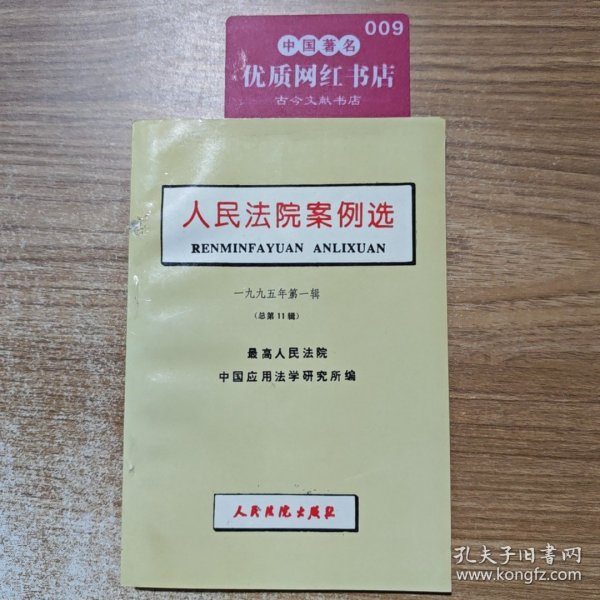 009
中国著名
优质网红书店
古今文献书店
人民法院案例选
RENMINFAYUAN ANLIXUAN
一九九五年第一辑
(总第11辑)
最高人民法院
中国应用法学研究所编
人民法院出版社
孔夫子旧书网
www.kongfz.com